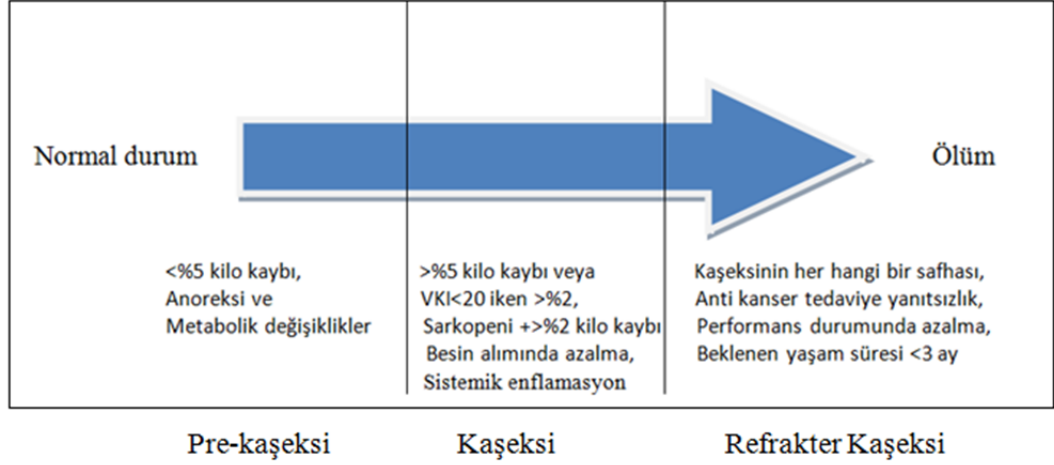 Normal durum
Ölüm
<%5 kilo kaybı,
Anoreksi ve
Metabolik değişiklikler
>%5 kilo kaybı veya
VKI<20 iken >%2,
Sarkopeni +>%2 kilo kaybı
Besin alımında azalma,
Sistemik enflamasyon
Kaşeksinin her hangi bir safhası,
Anti kanser tedaviye yanıtsızlık,
Performans durumunda azalma,
Beklenen yaşam süresi <3 ay
Pre-kaşeksi
Kaşeksi
Refrakter Kaşeksi